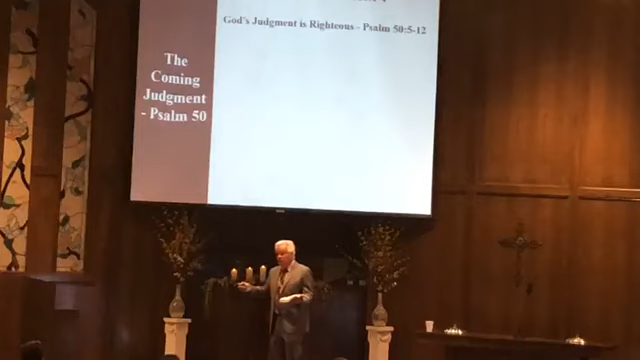 God's Judgment is Righteous - Psalm 50:5-12
The
Coming
Judgment
- Psalm 50